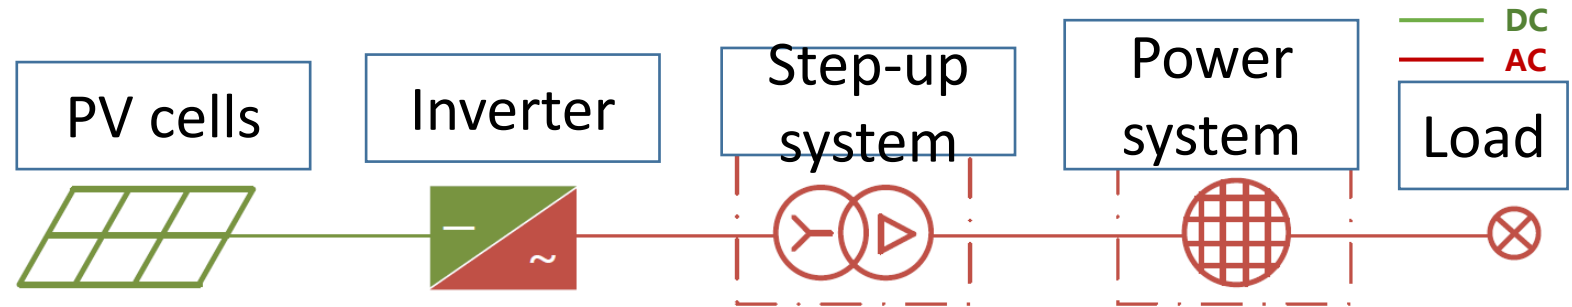 PV cells
Inverter
Step-up
system
Power
system
DC
AC
Load
~